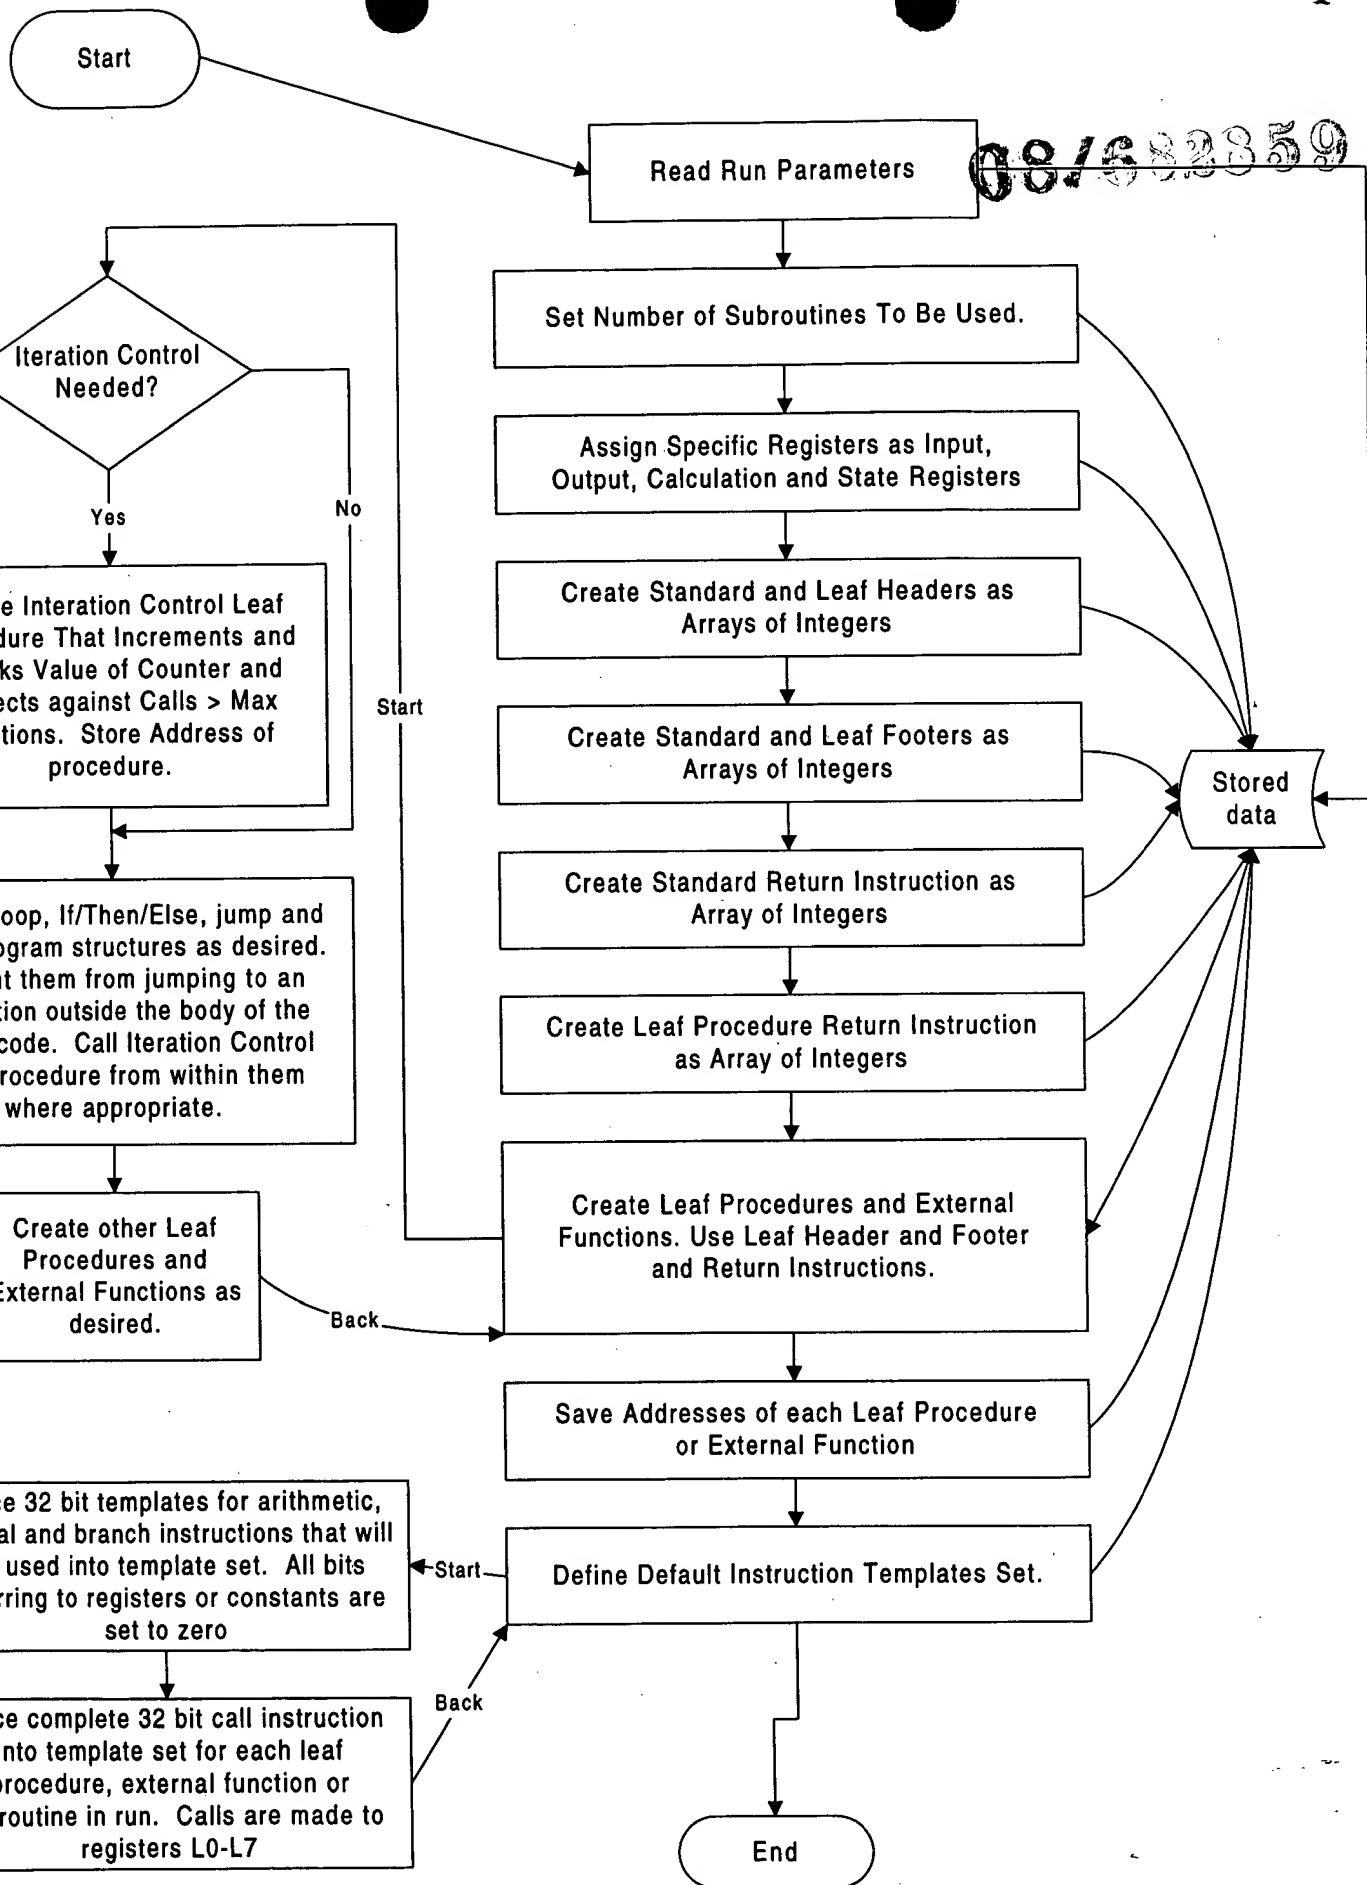 Start
08/682359
Read Run Parameters
Set Number of Subroutines To Be Used.
Assign Specific Registers as Input,
Output, Calculation and State Registers
Create Standard and Leaf Headers as
Arrays of Integers
Create Standard and Leaf Footers as
Arrays of Integers
Stored
data
Create Standard Return Instruction as
Array of Integers
Create Leaf Procedure Return Instruction
as Array of Integers
Create Leaf Procedures and External
Functions. Use Leaf Header and Footer
and Return Instructions.
Start
Iteration Control
Needed?
Yes
No
e Interation Control Leaf
dure That Increments and
ks Value of Counter and
ects against Calls > Max
tions. Store Address of
procedure.
oop, If/Then/Else, jump and
ogram structures as desired.
t them from jumping to an
tion outside the body of the
code. Call Iteration Control
rocedure from within them
where appropriate.
Create other Leaf
Procedures and
External Functions as
desired.
Back
Save Addresses of each Leaf Procedure
or External Function
Define Default Instruction Templates Set.
Start
ce 32 bit templates for arithmetic,
al and branch instructions that will
used into template set. All bits
rring to registers or constants are
set to zero
ce complete 32 bit call instruction
nto template set for each leaf
procedure, external function or
routine in run. Calls are made to
registers L0-L7
Back
End